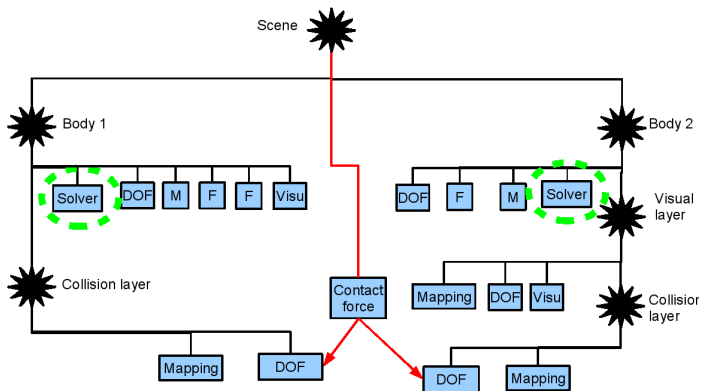 Scene
Body 1
Body 2
Solver
DOF
M
F
F
Visu
DOF
F
M
Solver
Visual
layer
Collision layer
Contact
force
Mapping
DOF
Visu
Collision
layer
Mapping
DOF
DOF
Mapping